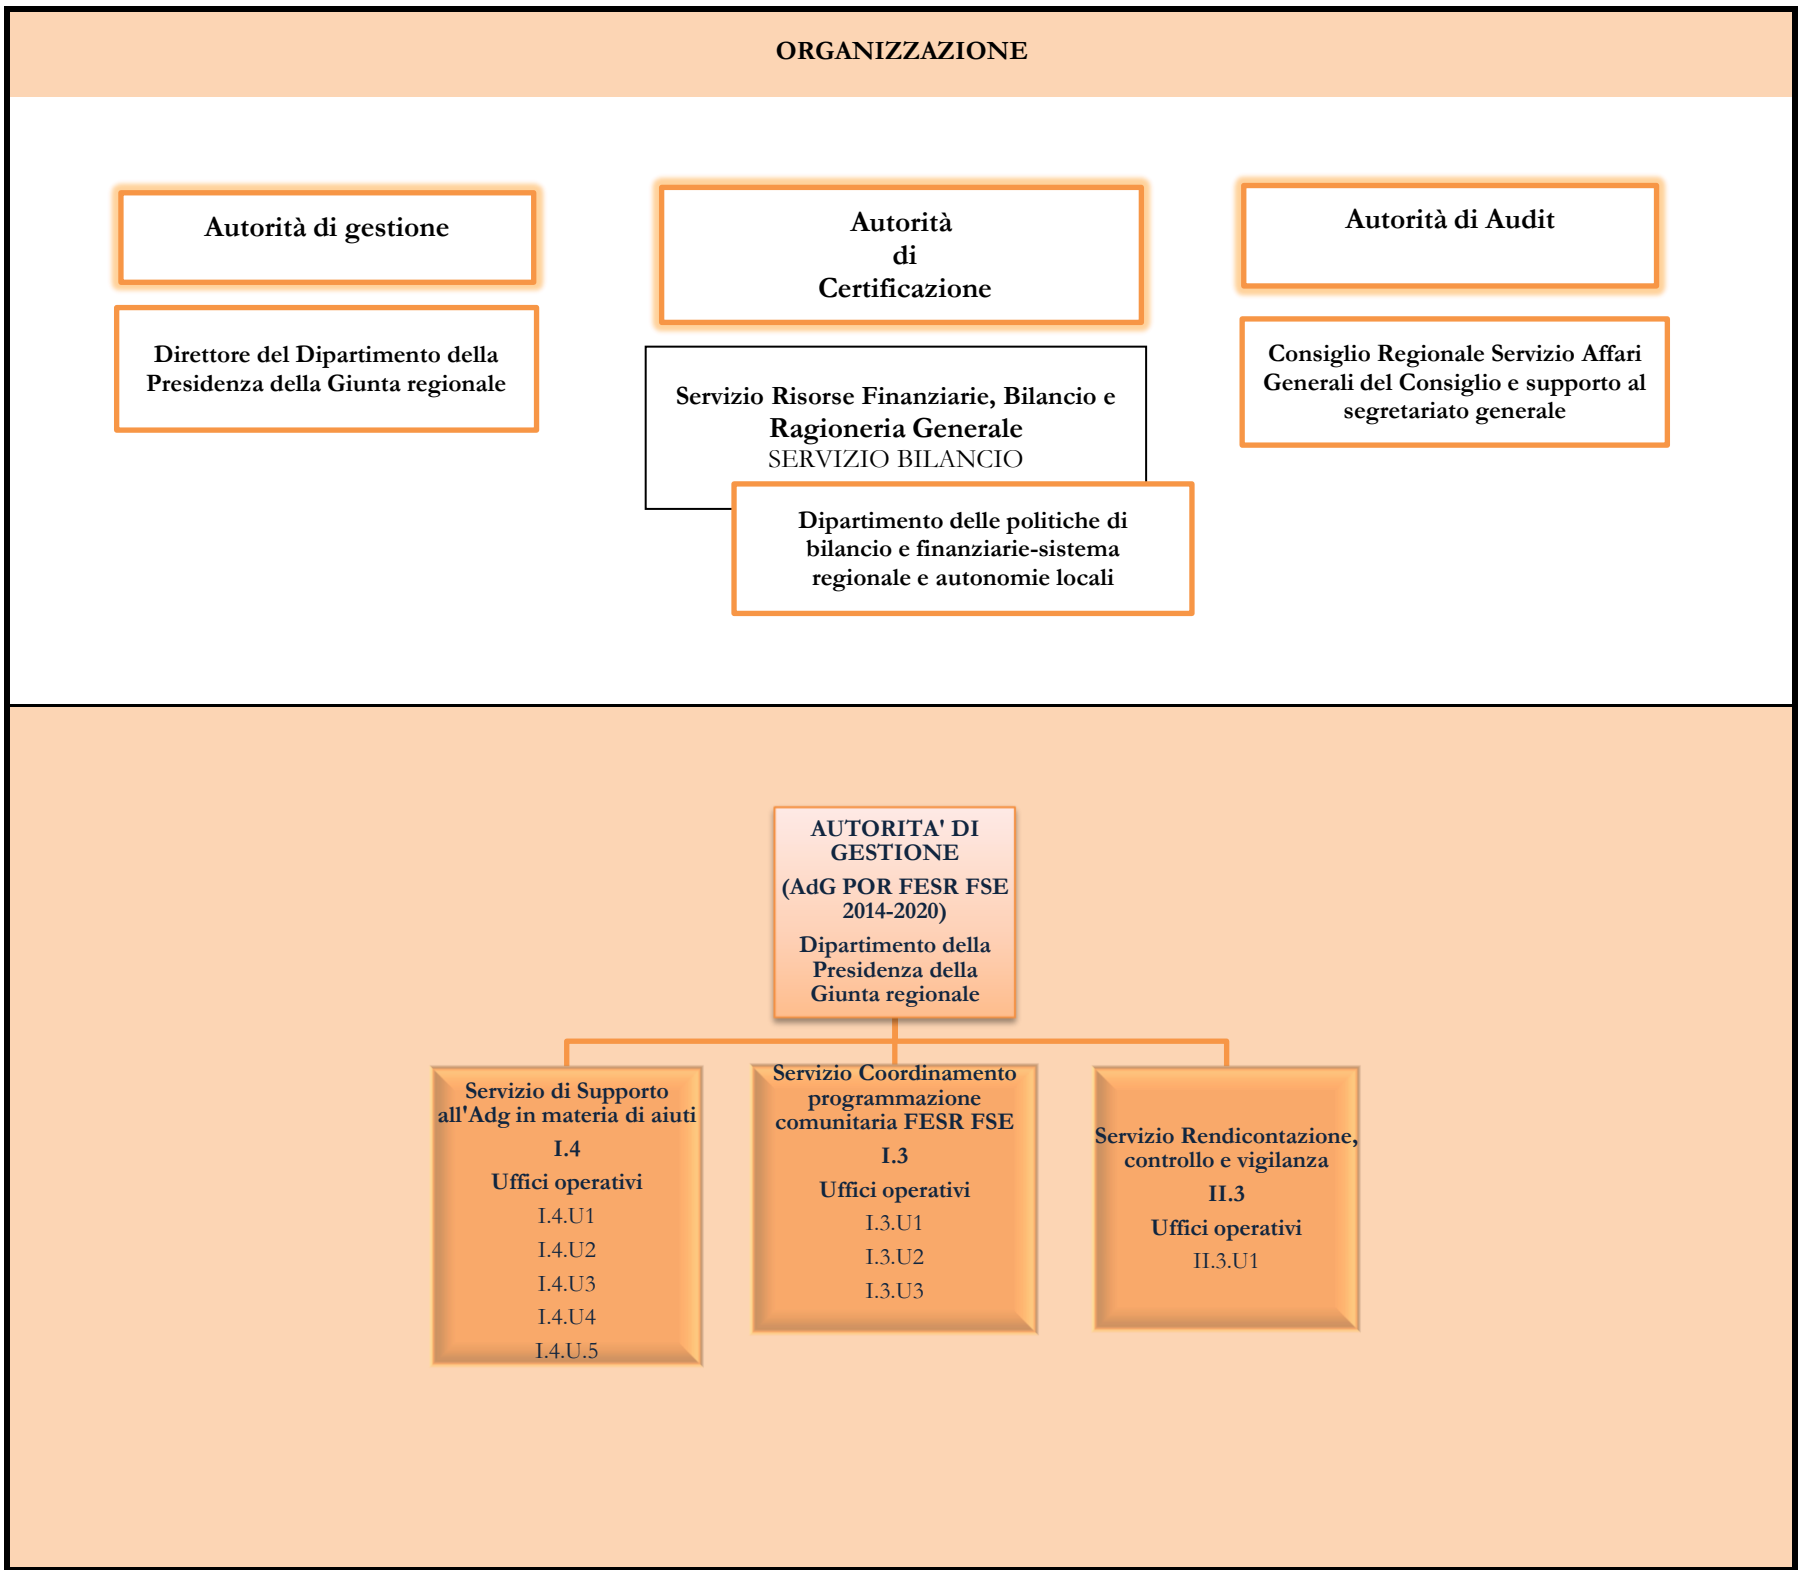 ORGANIZZAZIONE
Autorità di gestione
Direttore del Dipartimento della
Presidenza della Giunta regionale
Autorità
di
Certificazione
Servizio Risorse Finanziarie, Bilancio e
Ragioneria Generale
SERVIZIO BILANCIO
Dipartimento delle politiche di
bilancio e finanziarie-sistema
regionale e autonomie locali
Autorità di Audit
Consiglio Regionale Servizio Affari
Generali del Consiglio e supporto al
segretariato generale
AUTORITA' DI
GESTIONE
(AdG POR FESR FSE
2014-2020)
Dipartimento della
Presidenza della
Giunta regionale
Servizio di Supporto
all'Adg in materia di aiuti
I.4
Uffici operativi
I.4.U1
I.4.U2
I.4.U3
I.4.U4
I.4.U.5
Servizio Coordinamento
programmazione
comunitaria FESR FSE
I.3
Uffici operativi
I.3.U1
I.3.U2
I.3.U3
Servizio Rendicontazione,
controllo e vigilanza
II.3
Uffici operativi
II.3.U1